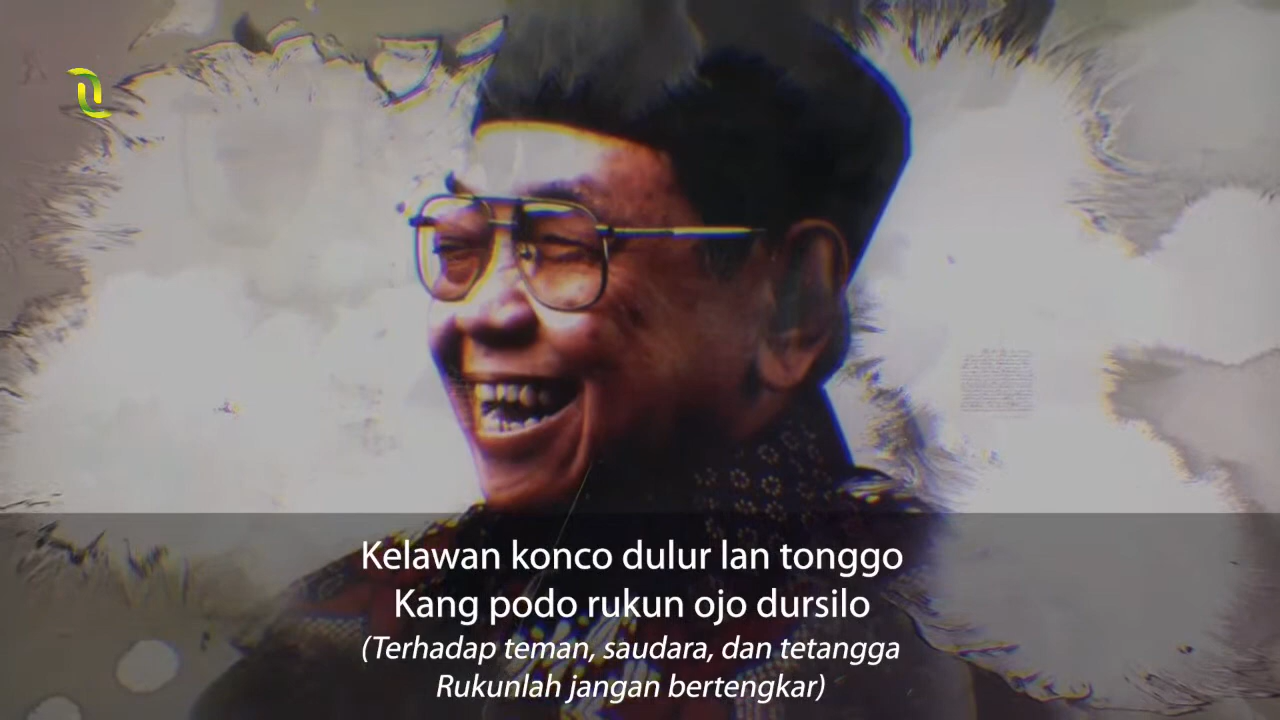 Kelawan konco dulur lan tonggo
Kang podo rukun ojo dursilo
(Terhadap teman, saudara, dan tetangga
Rukunlah jangan bertengkar)